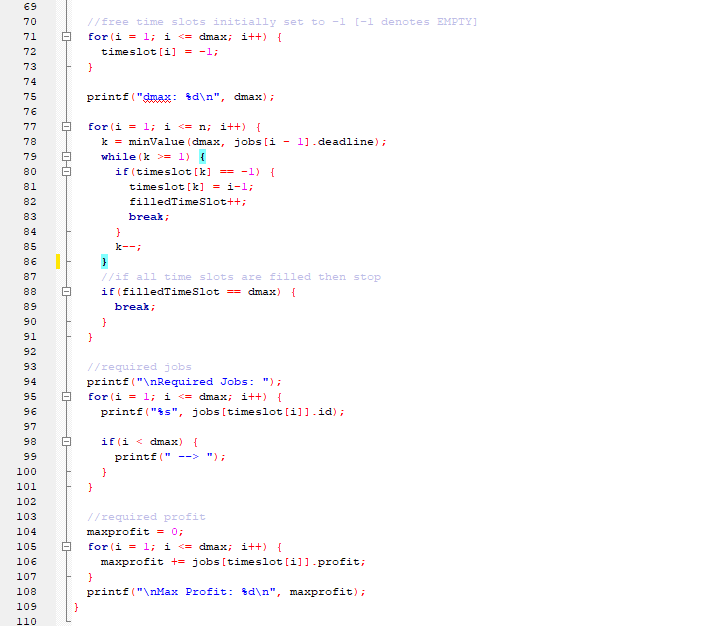 69
70 //free time slots initially set to -1 [-1 denotes EMPTY]
71 for(i = 1; i <= dmax; i++) {
72 timeslot[i] = -1;
73 }
74
75 printf("dmax: %d\n", dmax);
76
77 for(i = 1; i <= n; i++) {
78 k = minValue(dmax, jobs[i - 1].deadline);
79 while(k >= 1) {
80 if(timeslot[k] == -1) {
81 timeslot[k] = i-1;
82 filledTimeSlot++;
83 break;
84 }
85 k--;
86 }
87 //if all time slots are filled then stop
88 if(filledTimeSlot == dmax) {
89 break;
90 }
91 }
92
93 //required jobs
94 printf("\nRequired Jobs: ");
95 for(i = 1; i <= dmax; i++) {
96 printf("%s", jobs[timeslot[i]].id);
97
98 if(i < dmax) {
99 printf(" --> ");
100 }
101 }
102
103 //required profit
104 maxprofit = 0;
105 for(i = 1; i <= dmax; i++) {
106 maxprofit += jobs[timeslot[i]].profit;
107 }
108 printf("\nMax Profit: %d\n", maxprofit);
109 }
110